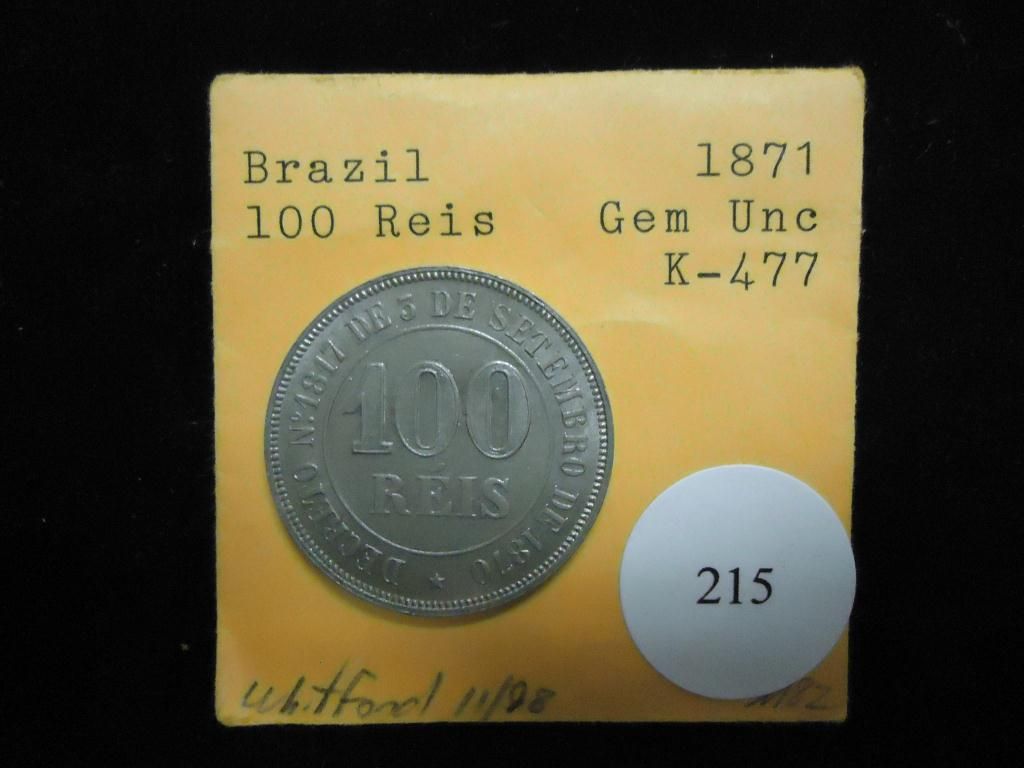 Brazil 1871
100 Reis Gem Unc
K-477
DECRETO Nº 1817 DE 3 DE SETEMBRO DE 1870
100
RÉIS
215
Whitford 11/98